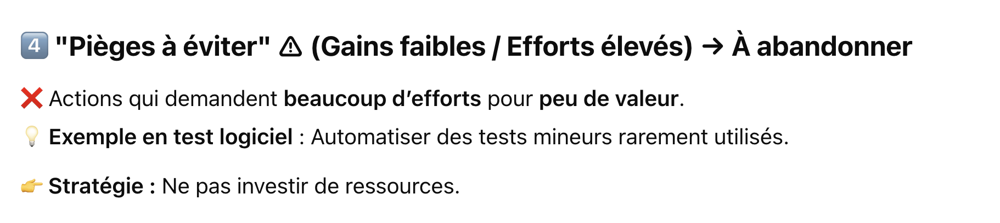 4️⃣ "Pièges à éviter" ⚠ (Gains faibles / Efforts élevés) → À abandonner
❌ Actions qui demandent beaucoup d’efforts pour peu de valeur.
💡 Exemple en test logiciel : Automatiser des tests mineurs rarement utilisés.
👉 Stratégie : Ne pas investir de ressources.